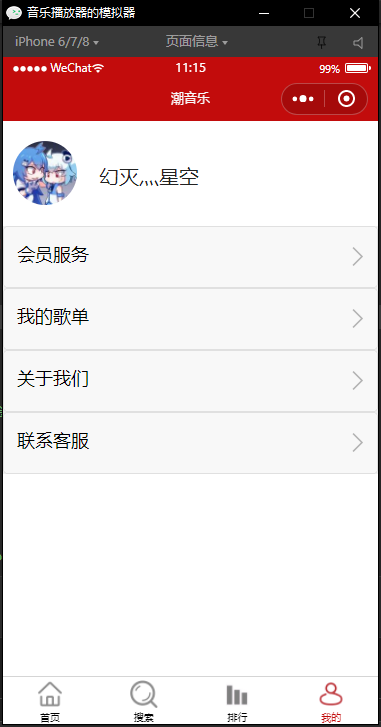 音乐播放器的模拟器
iPhone 6/7/8 页面信息
WeChat 11:15 99%
潮音乐
幻灭灬星空
会员服务
我的歌单
关于我们
联系客服
首页 搜索 排行 我的